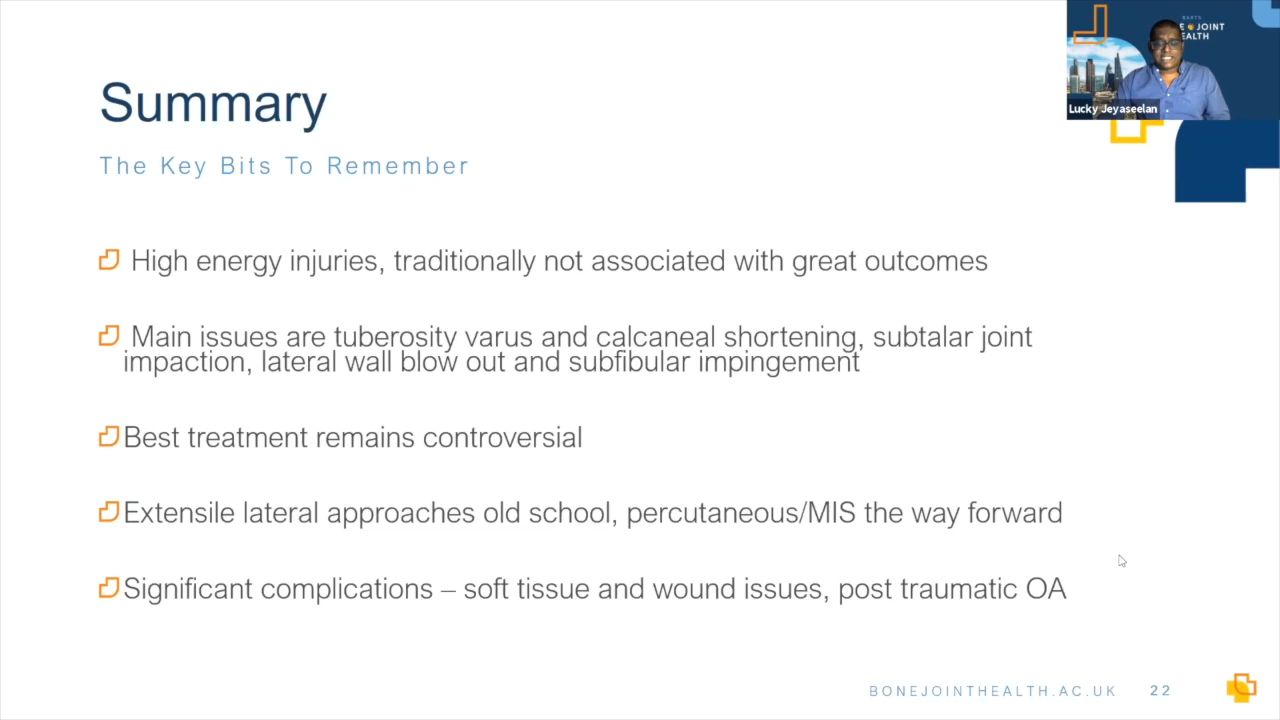 BARTS
E JOINT
EALTH
Lucky Jeyaseelan
Summary
The Key Bits To Remember
High energy injuries, traditionally not associated with great outcomes
Main issues are tuberosity varus and calcaneal shortening, subtalar joint
impaction, lateral wall blow out and subfibular impingement
Best treatment remains controversial
Extensile lateral approaches old school, percutaneous/MIS the way forward
Significant complications – soft tissue and wound issues, post traumatic OA
BONEJOINTHEALTH.AC.UK 22